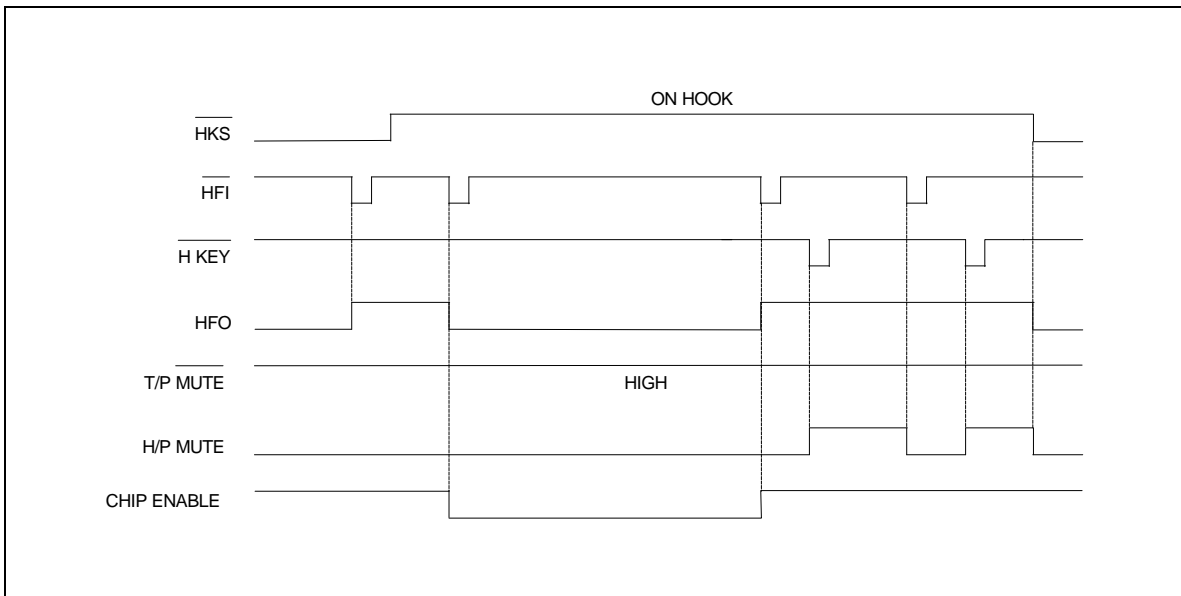 ON HOOK
HKS
HFI
H KEY
HFO
T/P MUTE
HIGH
H/P MUTE
CHIP ENABLE